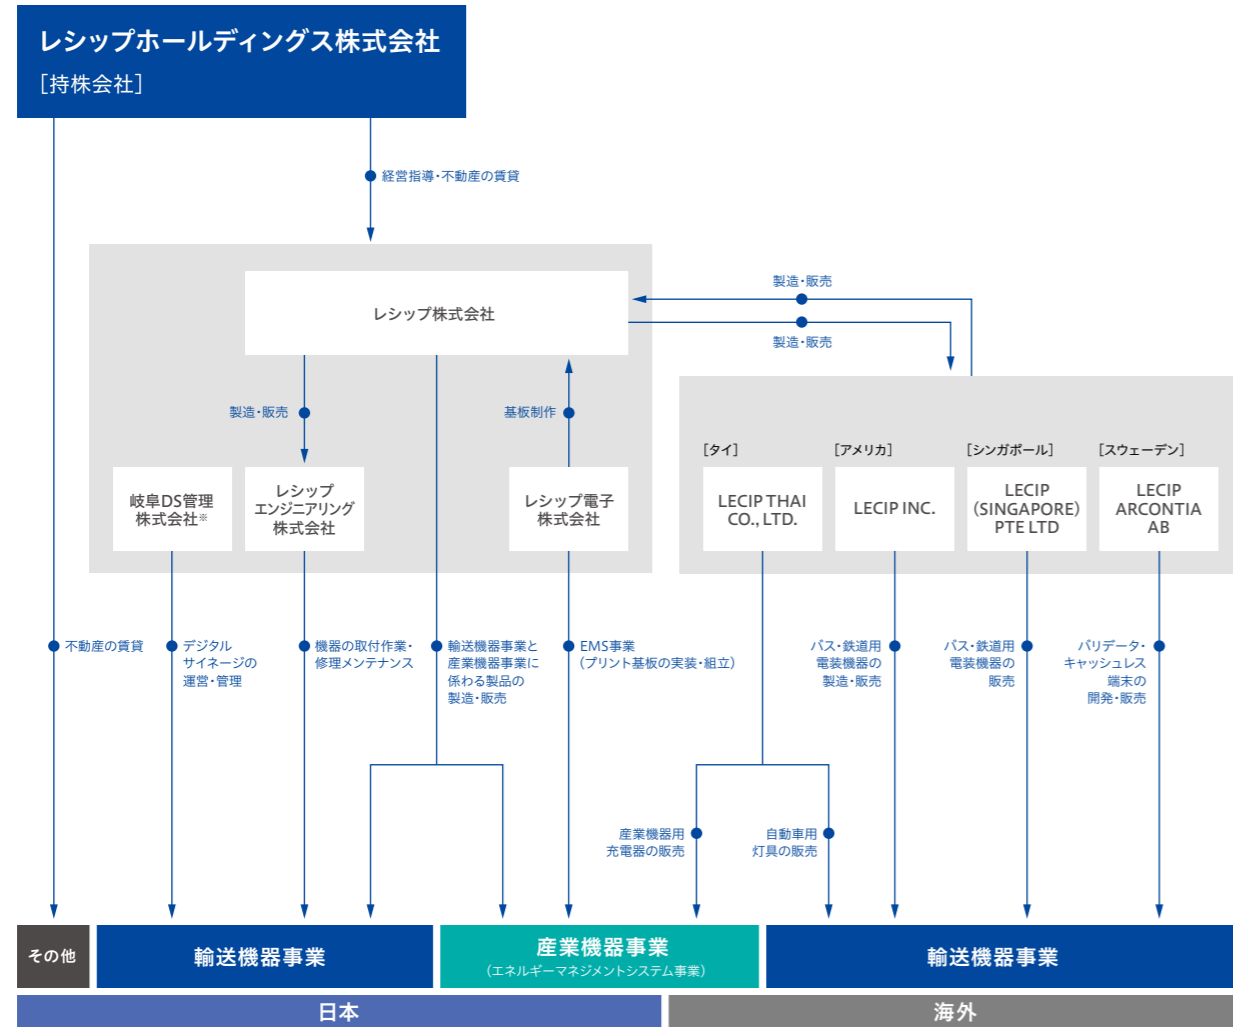 レシップホールディングス株式会社
［持株会社］
経営指導・不動産の賃貸
レシップ株式会社
製造・販売
製造・販売
製造・販売
基板制作
［タイ］
［アメリカ］
［シンガポール］
［スウェーデン］
岐阜DS管理
株式会社※
レシップ
エンジニアリング
株式会社
レシップ電子
株式会社
LECIP THAI
CO., LTD.
LECIP INC.
LECIP
(SINGAPORE)
PTE LTD
LECIP
ARCONTIA
AB
不動産の賃貸
デジタル
サイネージの
運営・管理
機器の取付作業・
修理メンテナンス
輸送機器事業と
産業機器事業に
係わる製品の
製造・販売
EMS事業
（プリント基板の実装・組立）
バス・鉄道用
電装機器の
製造・販売
バス・鉄道用
電装機器の
販売
バリデータ・
キャッシュレス
端末の
開発・販売
産業機器用
充電器の販売
自動車用
灯具の販売
その他
輸送機器事業
産業機器事業
（エネルギーマネジメントシステム事業）
輸送機器事業
日本
海外